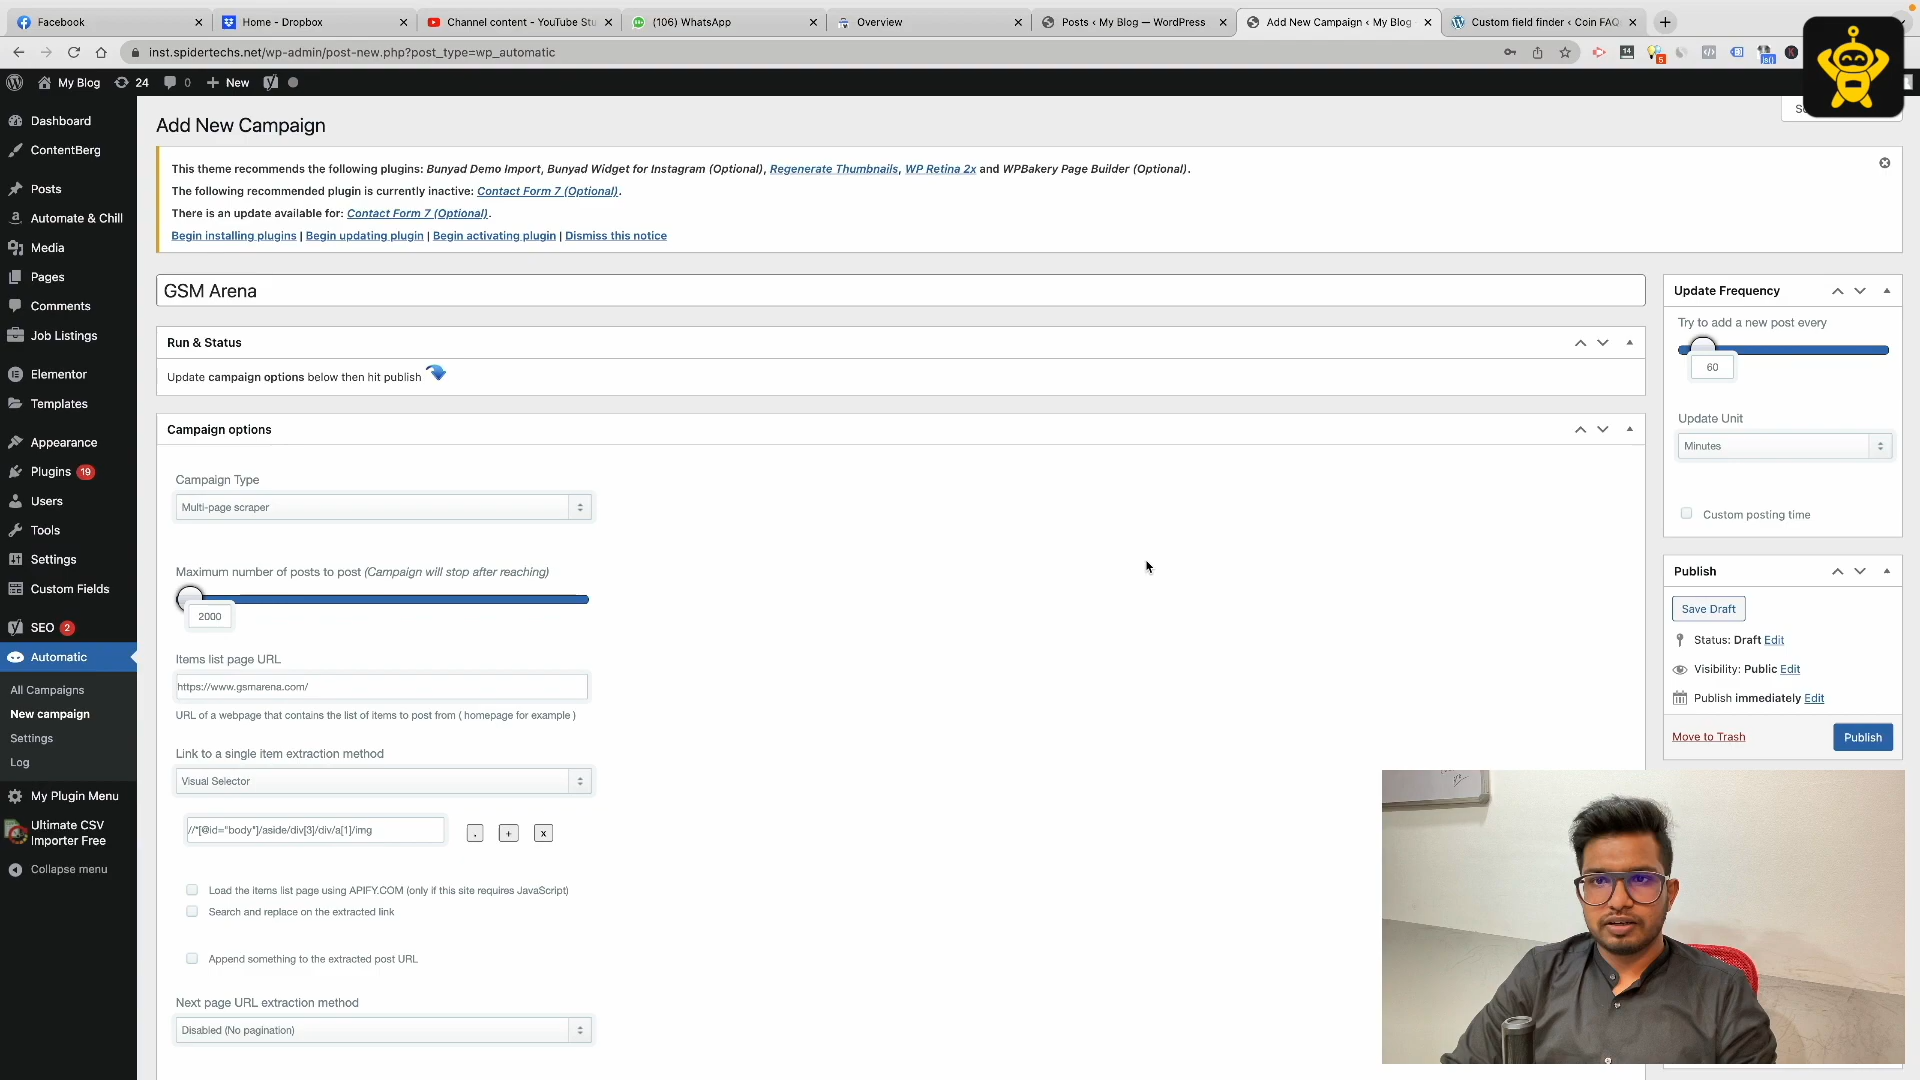 Facebook
Home - Dropbox
Channel content - YouTube Stu
(106) WhatsApp
Overview
Posts ‹ My Blog — WordPress
Add New Campaign ‹ My Blog
Custom field finder ‹ Coin FAQ
inst.spidertechs.net/wp-admin/post-new.php?post_type=wp_automatic
14
5
My Blog
24
0
New
Dashboard
ContentBerg
Posts
Automate & Chill
Media
Pages
Comments
Job Listings
Elementor
Templates
Appearance
Plugins 19
Users
Tools
Settings
Custom Fields
SEO 2
Automatic
All Campaigns
New campaign
Settings
Log
My Plugin Menu
Ultimate CSV
Importer Free
Collapse menu
Add New Campaign
This theme recommends the following plugins: Bunyad Demo Import, Bunyad Widget for Instagram (Optional), Regenerate Thumbnails, WP Retina 2x and WPBakery Page Builder (Optional).
The following recommended plugin is currently inactive: Contact Form 7 (Optional).
There is an update available for: Contact Form 7 (Optional).
Begin installing plugins | Begin updating plugin | Begin activating plugin | Dismiss this notice
GSM Arena
Run & Status
Update campaign options below then hit publish
Campaign options
Campaign Type
Multi-page scraper
Maximum number of posts to post (Campaign will stop after reaching)
2000
Items list page URL
https://www.gsmarena.com/
URL of a webpage that contains the list of items to post from ( homepage for example )
Link to a single item extraction method
Visual Selector
//*[@id="body"]/aside/div[3]/div/a[1]/img
. + x
Load the items list page using APIFY.COM (only if this site requires JavaScript)
Search and replace on the extracted link
Append something to the extracted post URL
Next page URL extraction method
Disabled (No pagination)
Update Frequency
Try to add a new post every
60
Update Unit
Minutes
Custom posting time
Publish
Save Draft
Status: Draft Edit
Visibility: Public Edit
Publish immediately Edit
Move to Trash
Publish